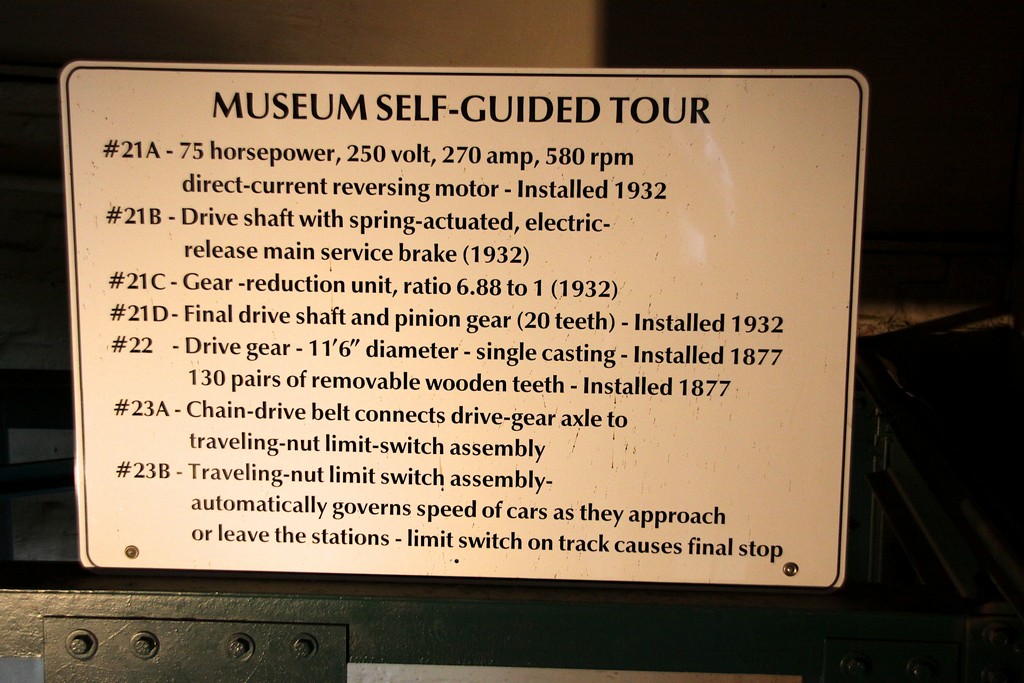 MUSEUM SELF-GUIDED TOUR
#21A - 75 horsepower, 250 volt, 270 amp, 580 rpm
direct-current reversing motor - Installed 1932
#21B - Drive shaft with spring-actuated, electric-
release main service brake (1932)
#21C - Gear -reduction unit, ratio 6.88 to 1 (1932)
#21D - Final drive shaft and pinion gear (20 teeth) - Installed 1932
#22 - Drive gear - 11'6" diameter - single casting - Installed 1877
130 pairs of removable wooden teeth - Installed 1877
#23A - Chain-drive belt connects drive-gear axle to
traveling-nut limit-switch assembly
#23B - Traveling-nut limit switch assembly-
automatically governs speed of cars as they approach
or leave the stations - limit switch on track causes final stop